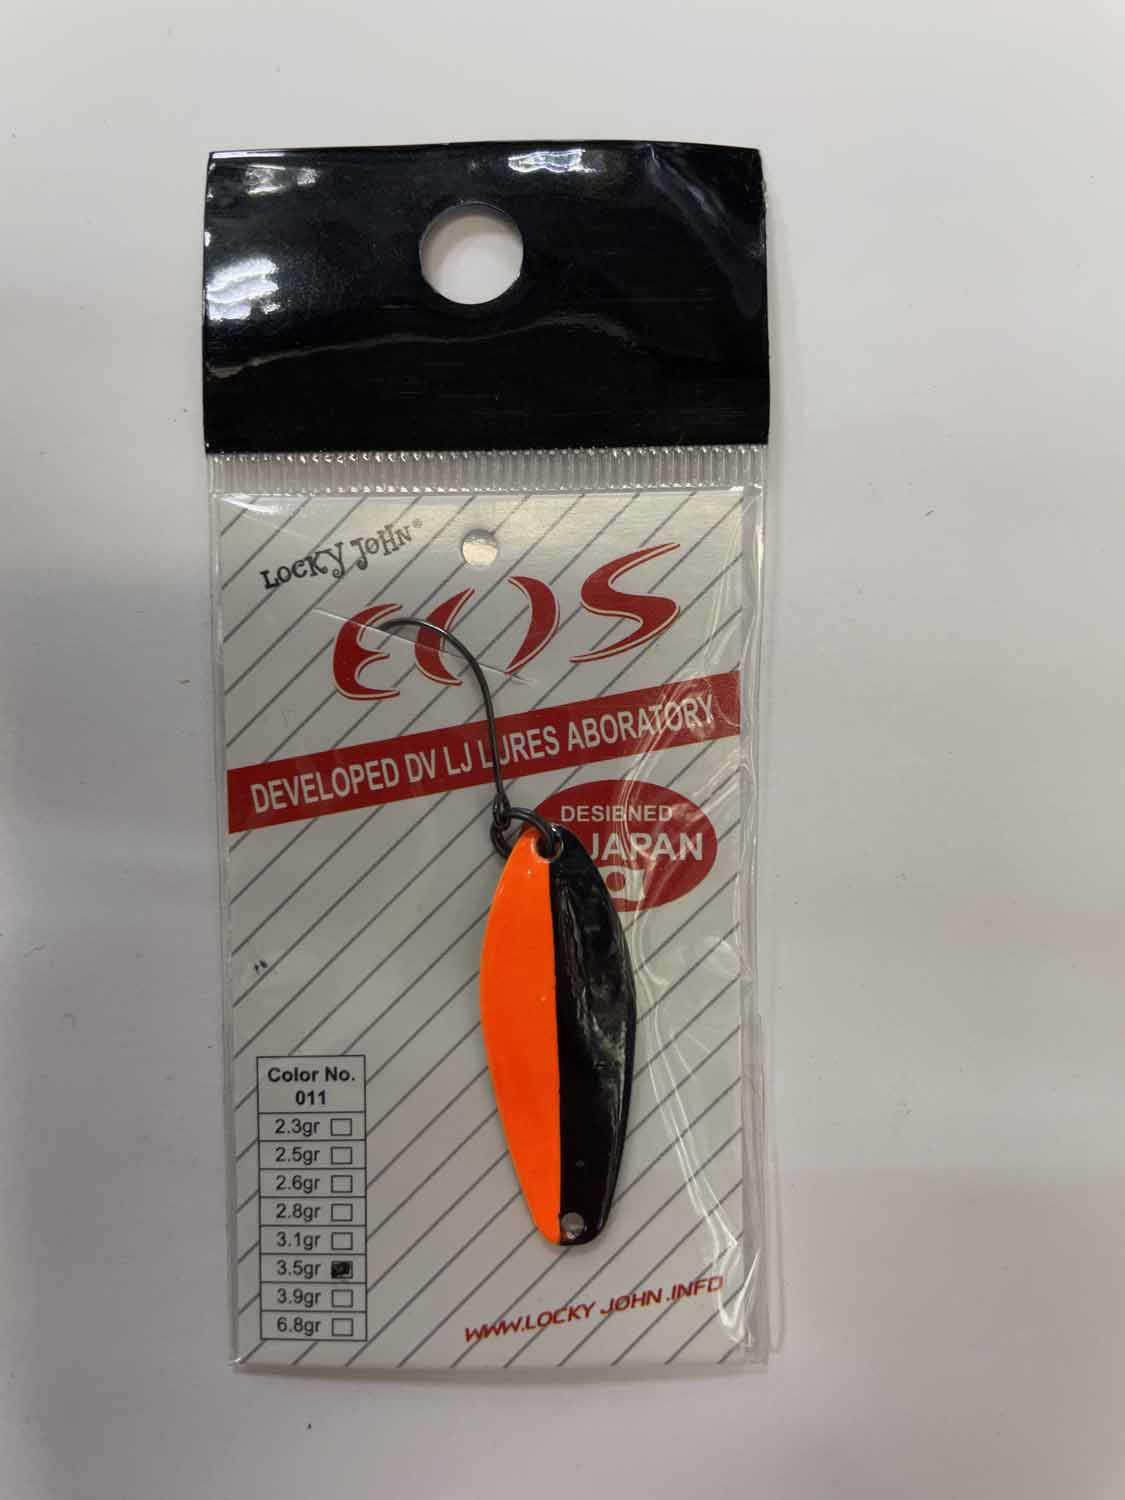 LOCKY JOHN®
EOS
DEVELOPED DV LJ LURES ABORATORY
DESIBNED
JAPAN
Color No.
011
2.3gr
2.5gr
2.6gr
2.8gr
3.1gr
3.5gr
3.9gr
6.8gr
WWW.LOCKY JOHN.INFD